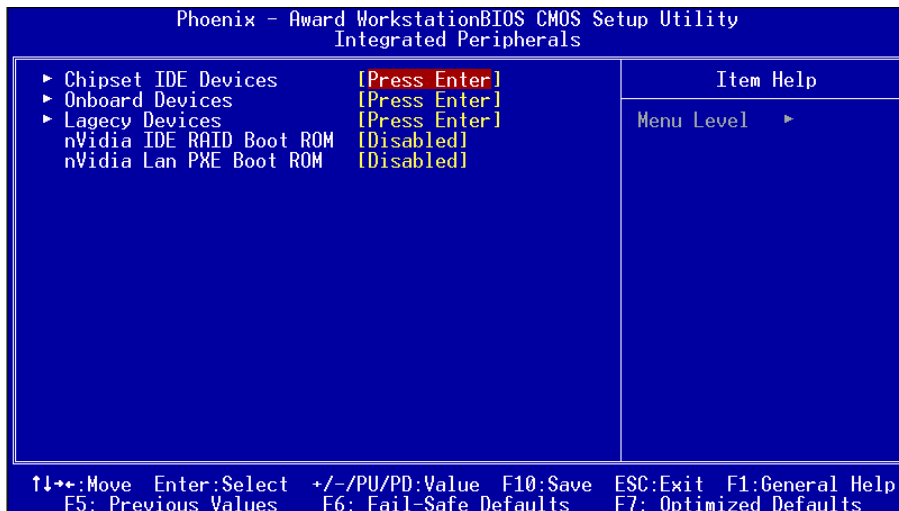 Phoenix - Award WorkstationBIOS CMOS Setup Utility
Integrated Peripherals
► Chipset IDE Devices [Press Enter]
► Onboard Devices [Press Enter]
► Lagecy Devices [Press Enter]
nVidia IDE RAID Boot ROM [Disabled]
nVidia Lan PXE Boot ROM [Disabled]
Item Help
Menu Level ►
↑↓→←:Move Enter:Select +/-/PU/PD:Value F10:Save ESC:Exit F1:General Help
F5: Previous Values F6: Fail-Safe Defaults F7: Optimized Defaults